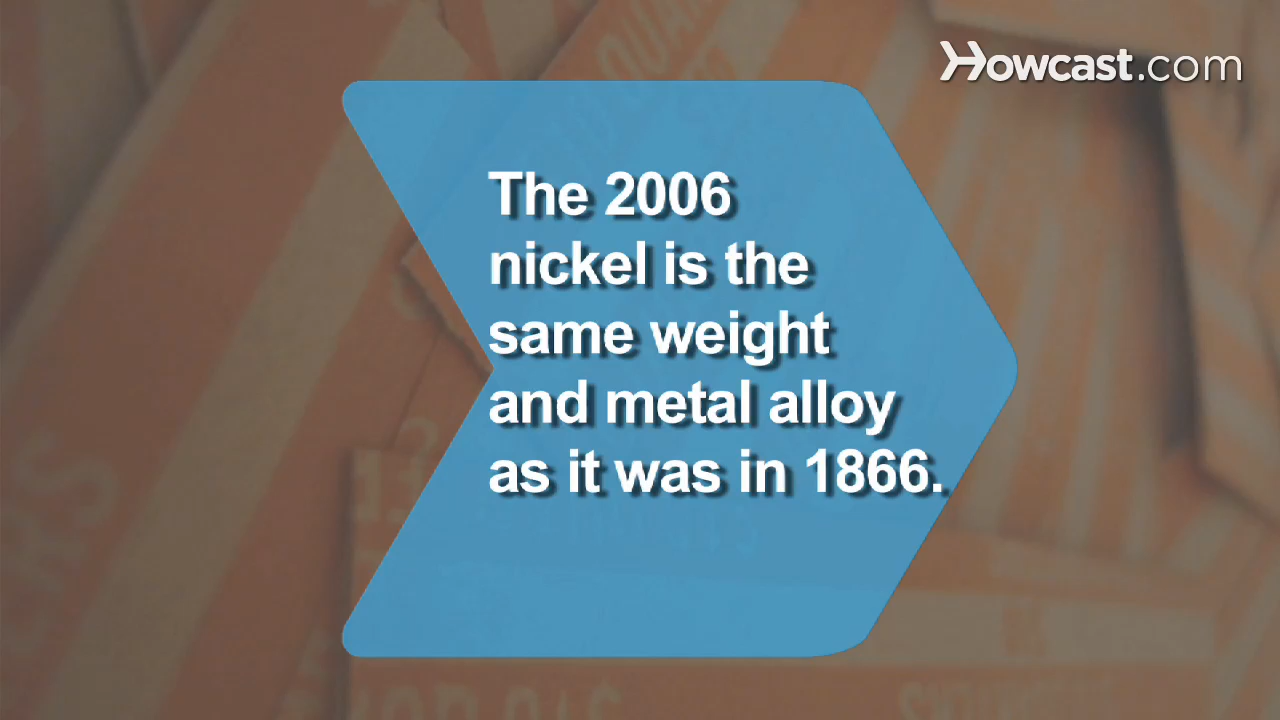 Howcast.com
The 2006
nickel is the
same weight
and metal alloy
as it was in 1866.